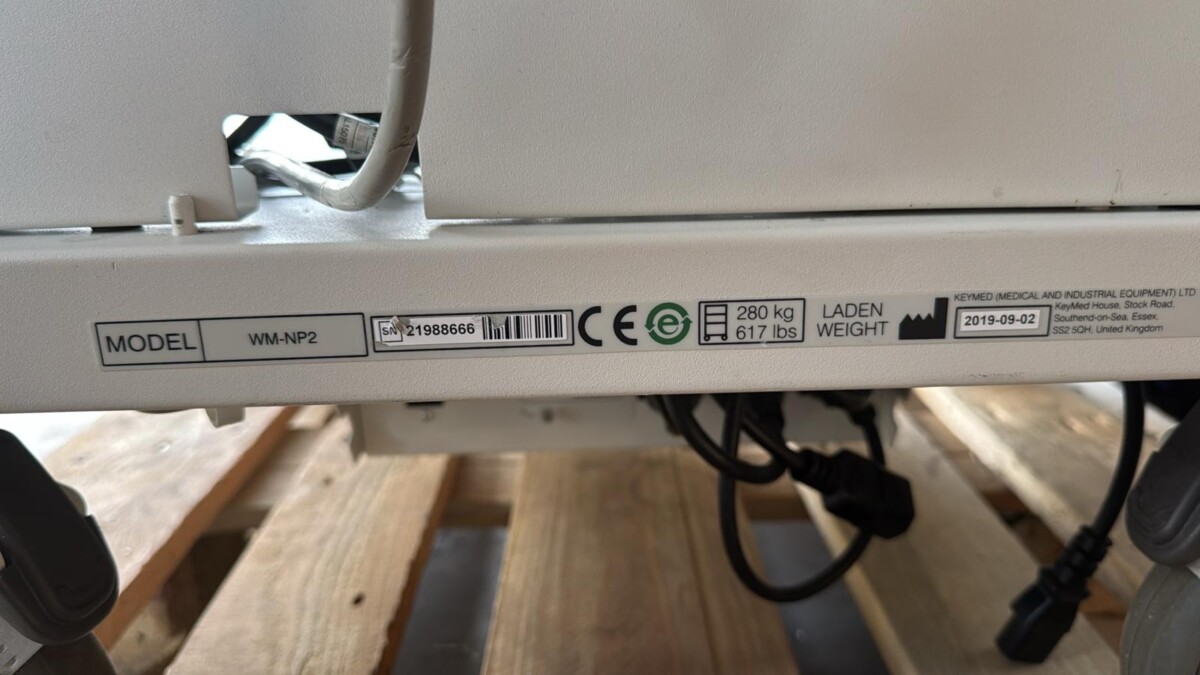 MODEL WM-NP2
SN 21988666
CE
e
280 kg
617 lbs
LADEN
WEIGHT
KEYMED (MEDICAL AND INDUSTRIAL EQUIPMENT) LTD
KeyMed House, Stock Road,
Southend-on-Sea, Essex,
SS2 5QH, United Kingdom
2019-09-02